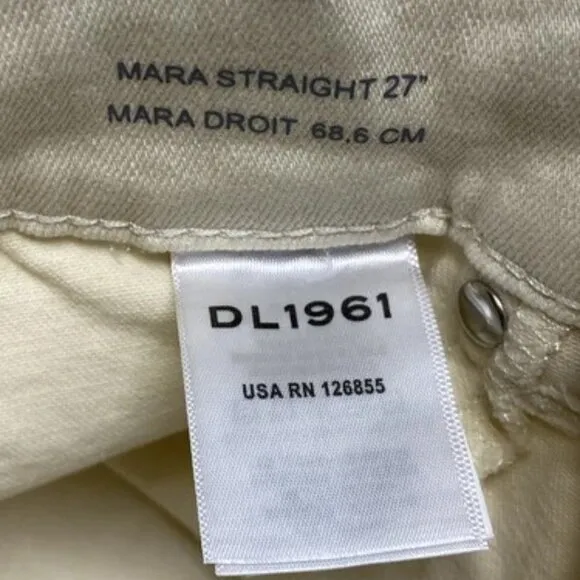 MARA STRAIGHT 27"
MARA DROIT 68.6 CM
DL1961
USA RN 126855